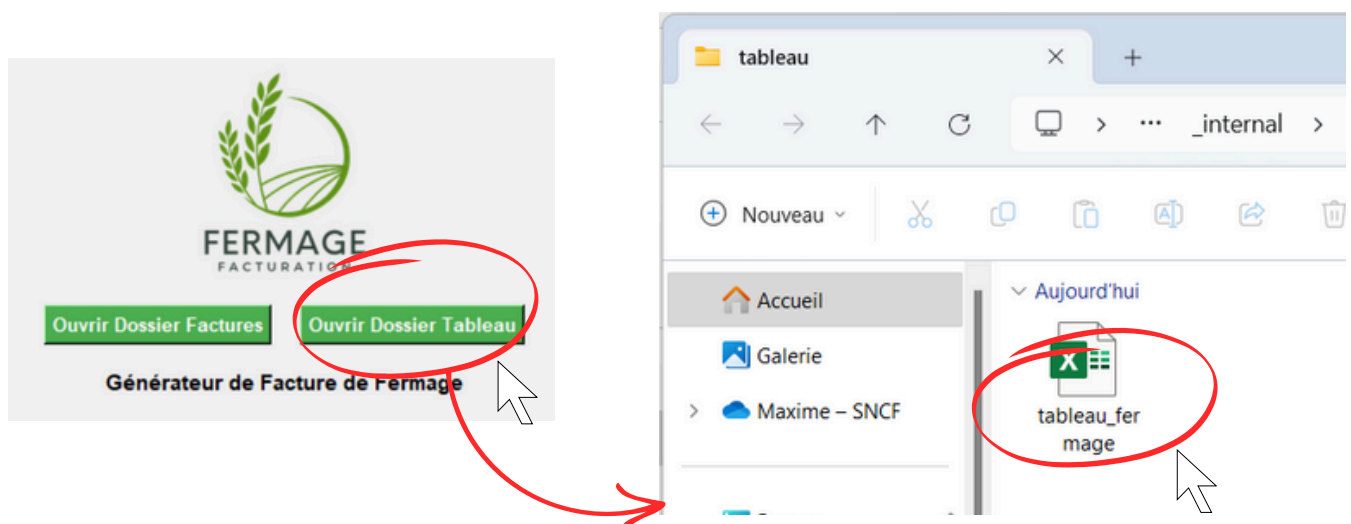 FERMAGE
FACTURATION
Ouvrir Dossier Factures
Ouvrir Dossier Tableau
Générateur de Facture de Fermage
tableau
_internal
Nouveau
Accueil
Galerie
Maxime – SNCF
Aujourd'hui
tableau_fer
mage